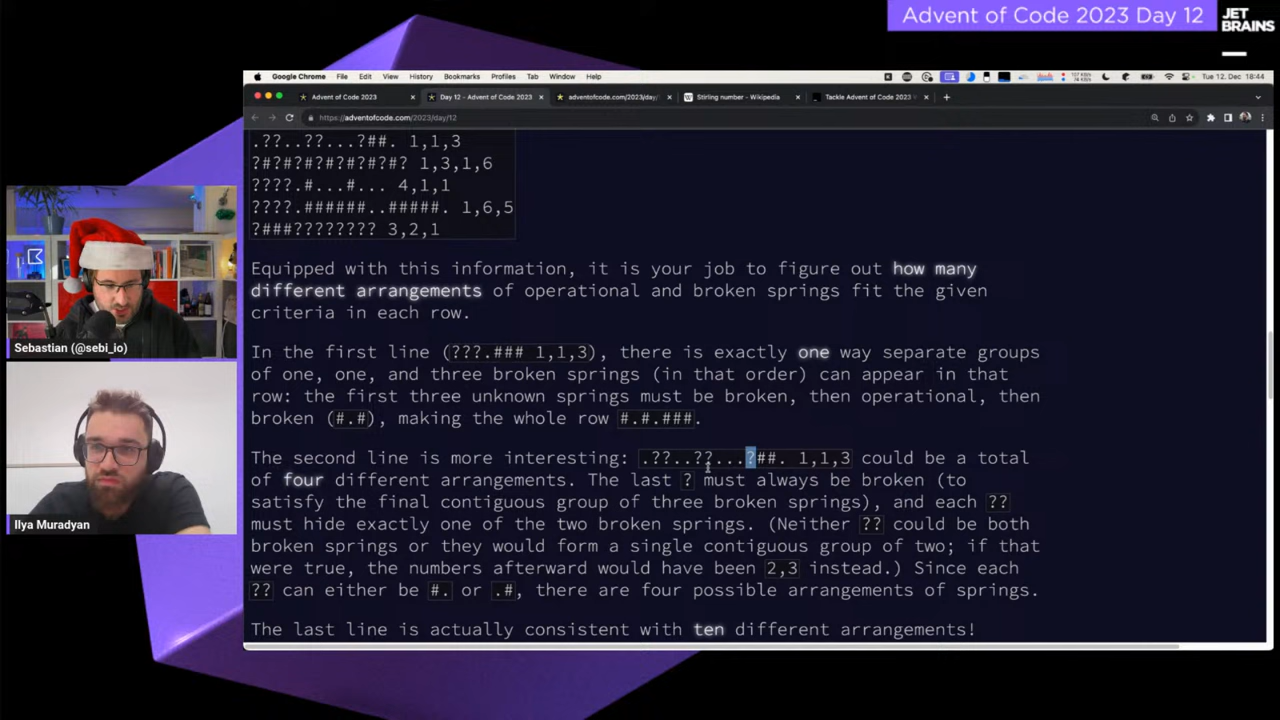 Advent of Code 2023 Day 12
JET
BRAINS
Google Chrome File Edit View History Bookmarks Profiles Tab Window Help
Tue 12. Dec 18:44
Advent of Code 2023
Day 12 - Advent of Code 2023
adventofcode.com/2023/day/
Stirling number - Wikipedia
Tackle Advent of Code 2023
https://adventofcode.com/2023/day/12
.??..??...?##. 1,1,3
?#?#?#?#?#?#?#? 1,3,1,6
????.#...#... 4,1,1
????.######..#####. 1,6,5
?###???????? 3,2,1
Equipped with this information, it is your job to figure out how many
different arrangements of operational and broken springs fit the given
criteria in each row.
In the first line (???.### 1,1,3), there is exactly one way separate groups
of one, one, and three broken springs (in that order) can appear in that
row: the first three unknown springs must be broken, then operational, then
broken (#.#), making the whole row #.#.###.
The second line is more interesting: .??..??...?##. 1,1,3 could be a total
of four different arrangements. The last ? must always be broken (to
satisfy the final contiguous group of three broken springs), and each ??
must hide exactly one of the two broken springs. (Neither ?? could be both
broken springs or they would form a single contiguous group of two; if that
were true, the numbers afterward would have been 2,3 instead.) Since each
?? can either be #. or .#, there are four possible arrangements of springs.
The last line is actually consistent with ten different arrangements!
Sebastian (@sebi_io)
Ilya Muradyan